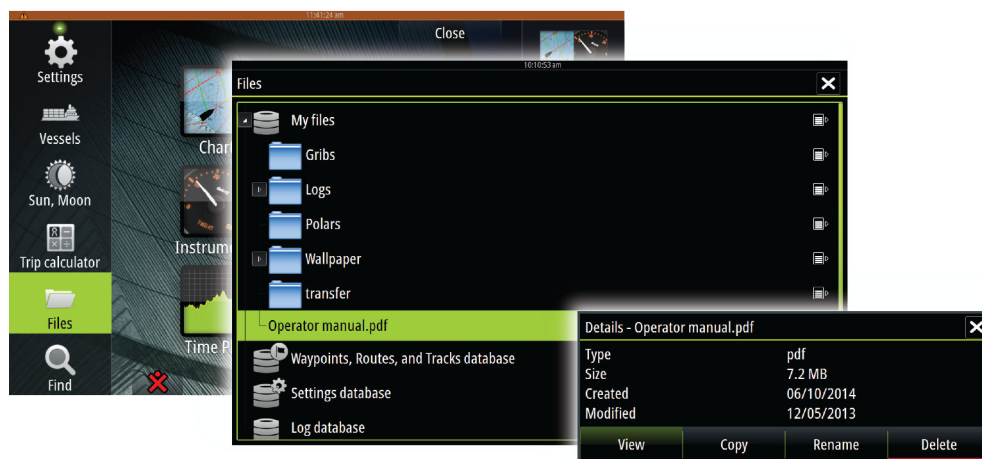 11:41:24 am
Close
Settings
Vessels
Sun, Moon
Trip calculator
Files
Find
Char
Instrum
Time P
10:10:53 am
Files
My files
Gribs
Logs
Polars
Wallpaper
transfer
Operator manual.pdf
Waypoints, Routes, and Tracks database
Settings database
Log database
Details - Operator manual.pdf
Type pdf
Size 7.2 MB
Created 06/10/2014
Modified 12/05/2013
View Copy Rename Delete